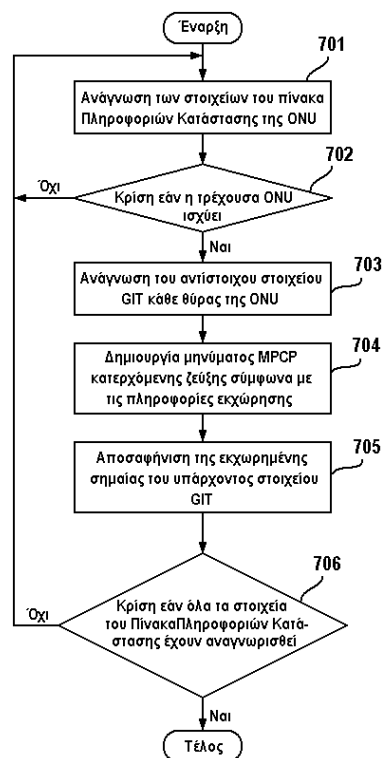 Έναρξη
701
Ανάγνωση των στοιχείων του πίνακα
Πληροφοριών Κατάστασης της ONU
702
Κρίση εάν η τρέχουσα ONU
ισχύει
Όχι
Ναι
703
Ανάγνωση του αντίστοιχου στοιχείου
GIT κάθε θύρας της ONU
704
Δημιουργία μηνύματος MPCP
κατερχόμενης ζεύξης σύμφωνα με
τις πληροφορίες εκχώρησης
705
Αποσαφήνιση της εκχωρημένης
σημαίας του υπάρχοντος στοιχείου
GIT
706
Κρίση εάν όλα τα στοιχεία
του ΠίνακαΠληροφοριών Κατά-
στασης έχουν αναγνωρισθεί
Όχι
Ναι
Τέλος